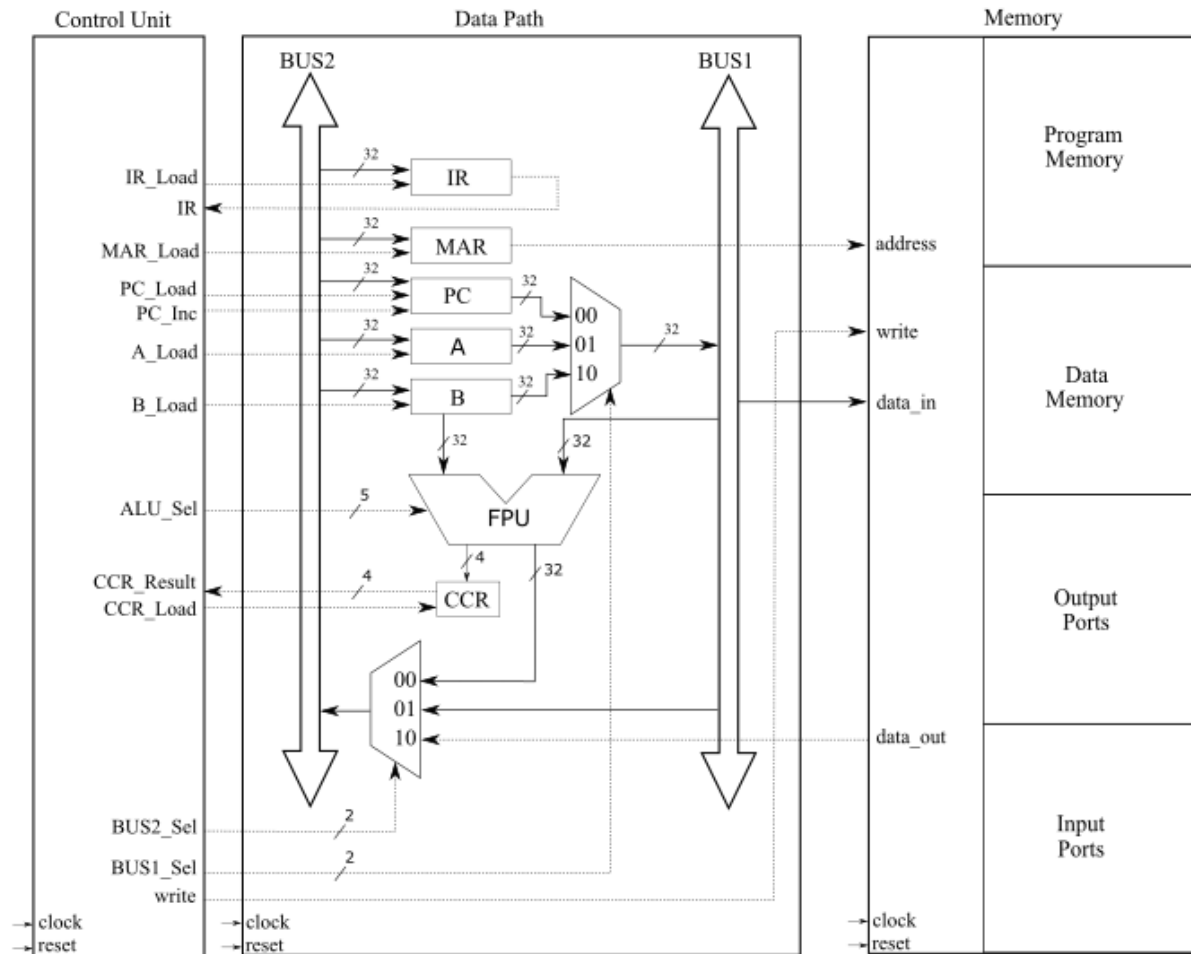 Control Unit
Data Path
Memory
BUS2
BUS1
32
IR_Load
IR
IR
32
MAR_Load
MAR
address
32
PC_Load
PC_Inc
PC
32
32
A_Load
A
32
32
B_Load
B
32
00
01
10
32
write
data_in
32
32
ALU_Sel
5
FPU
4
32
CCR_Result
4
CCR_Load
CCR
00
01
10
data_out
BUS2_Sel
2
BUS1_Sel
2
write
clock
reset
clock
reset
clock
reset
Program
Memory
Data
Memory
Output
Ports
Input
Ports